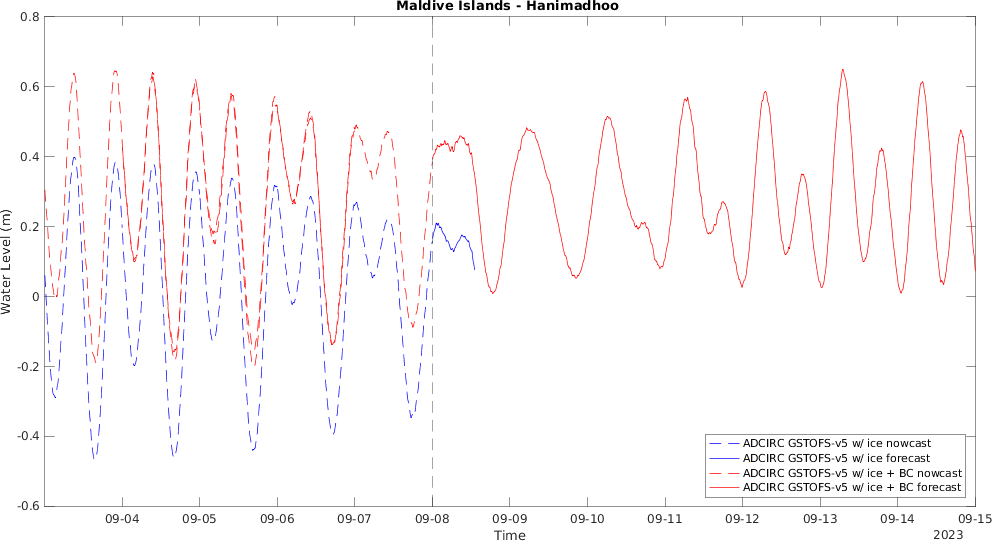 Maldive Islands - Hanimadhoo
Water Level (m)
0.8
0.6
0.4
0.2
0
-0.2
-0.4
-0.6
ADCIRC GSTOFS-v5 w/ ice nowcast
ADCIRC GSTOFS-v5 w/ ice forecast
ADCIRC GSTOFS-v5 w/ ice + BC nowcast
ADCIRC GSTOFS-v5 w/ ice + BC forecast
09-04 09-05 09-06 09-07 09-08 09-09 09-10 09-11 09-12 09-13 09-14 09-15
Time
2023